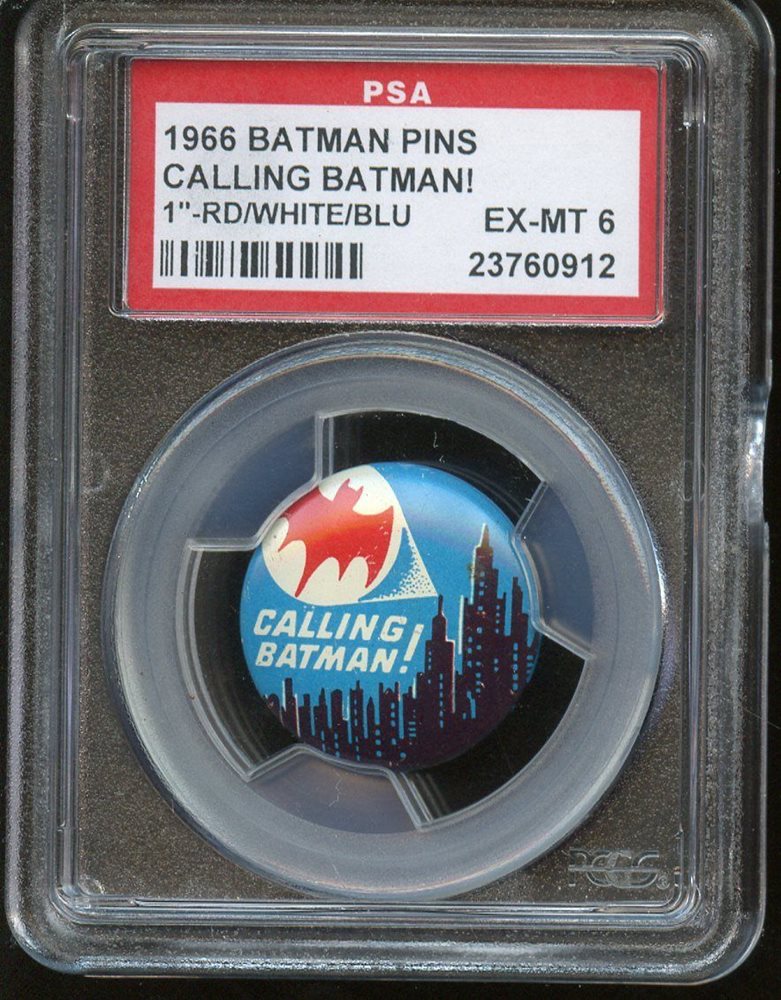 PSA
1966 BATMAN PINS
CALLING BATMAN!
1"-RD/WHITE/BLU EX-MT 6
23760912
CALLING
BATMAN!
PCGS